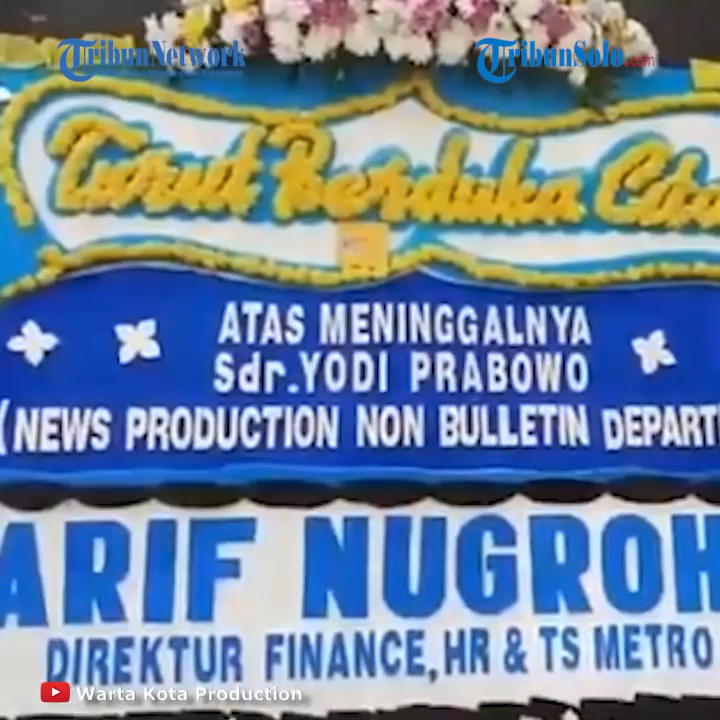 TribunNetwork
TribunSolo.com
Turut Berduka Cita
ATAS MENINGGALNYA
Sdr.YODI PRABOWO
(NEWS PRODUCTION NON BULLETIN DEPART
ARIF NUGROH
DIREKTUR FINANCE, HR & TS METRO
Warta Kota Production